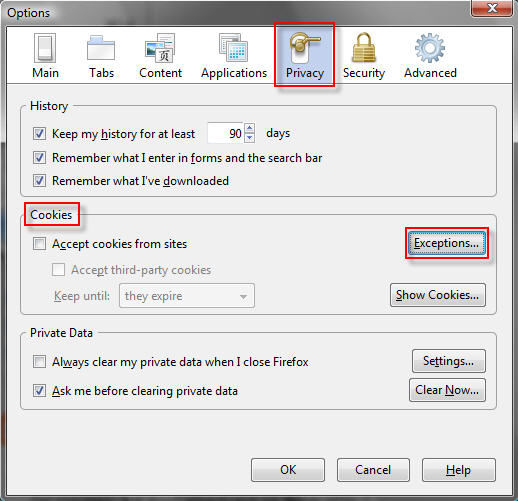 Options
Main Tabs Content Applications Privacy Security Advanced
History
Keep my history for at least 90 days
Remember what I enter in forms and the search bar
Remember what I've downloaded
Cookies
Accept cookies from sites Exceptions...
Accept third-party cookies
Keep until: they expire Show Cookies...
Private Data
Always clear my private data when I close Firefox Settings...
Ask me before clearing private data Clear Now...
OK Cancel Help